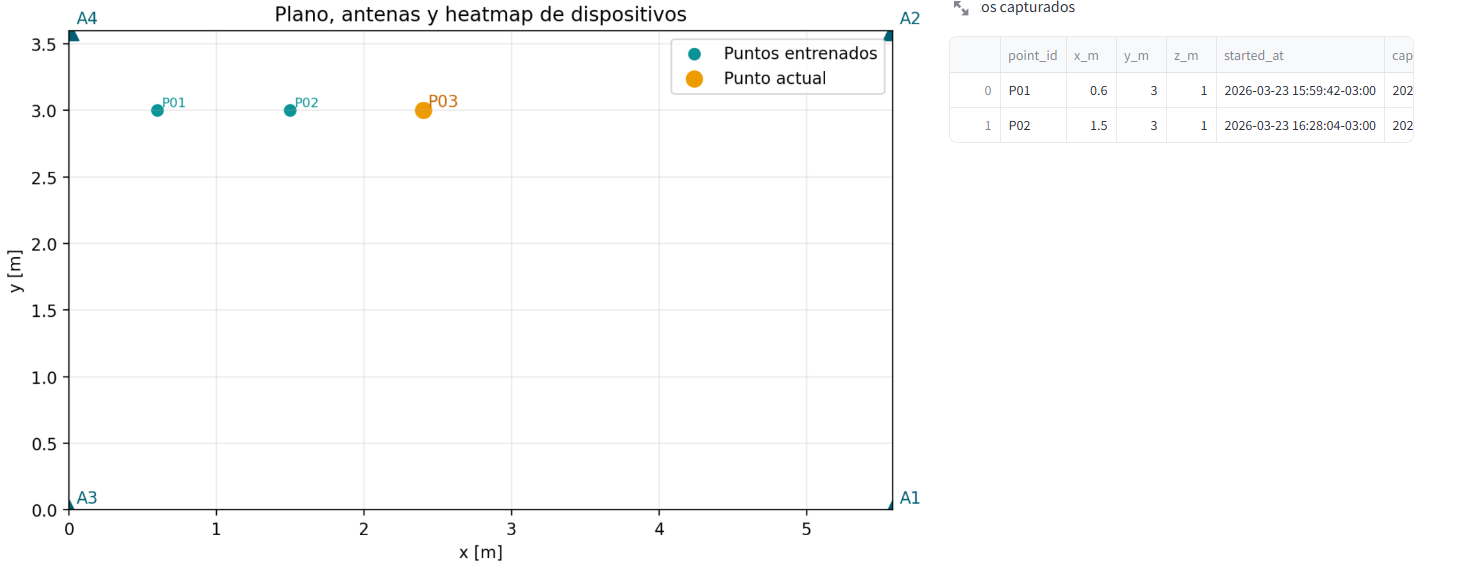 A4
Plano, antenas y heatmap de dispositivos
A2
3.5
Puntos entrenados
Punto actual
3.0
P01
P02
P03
2.5
2.0
y [m]
1.5
1.0
0.5
A3
A1
0.0
0 1 2 3 4 5
x [m]
os capturados
point_id x_m y_m z_m started_at cap
0 P01 0.6 3 1 2026-03-23 15:59:42-03:00 202
1 P02 1.5 3 1 2026-03-23 16:28:04-03:00 202